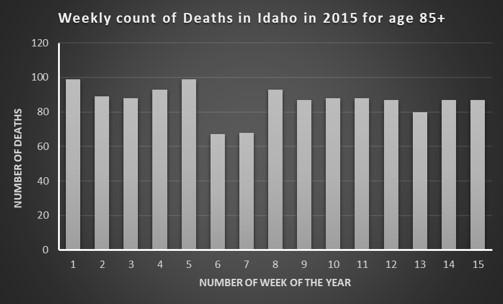 Weekly count of Deaths in Idaho in 2015 for age 85+
120
100
80
60
40
20
0
NUMBER OF DEATHS
1 2 3 4 5 6 7 8 9 10 11 12 13 14 15
NUMBER OF WEEK OF THE YEAR